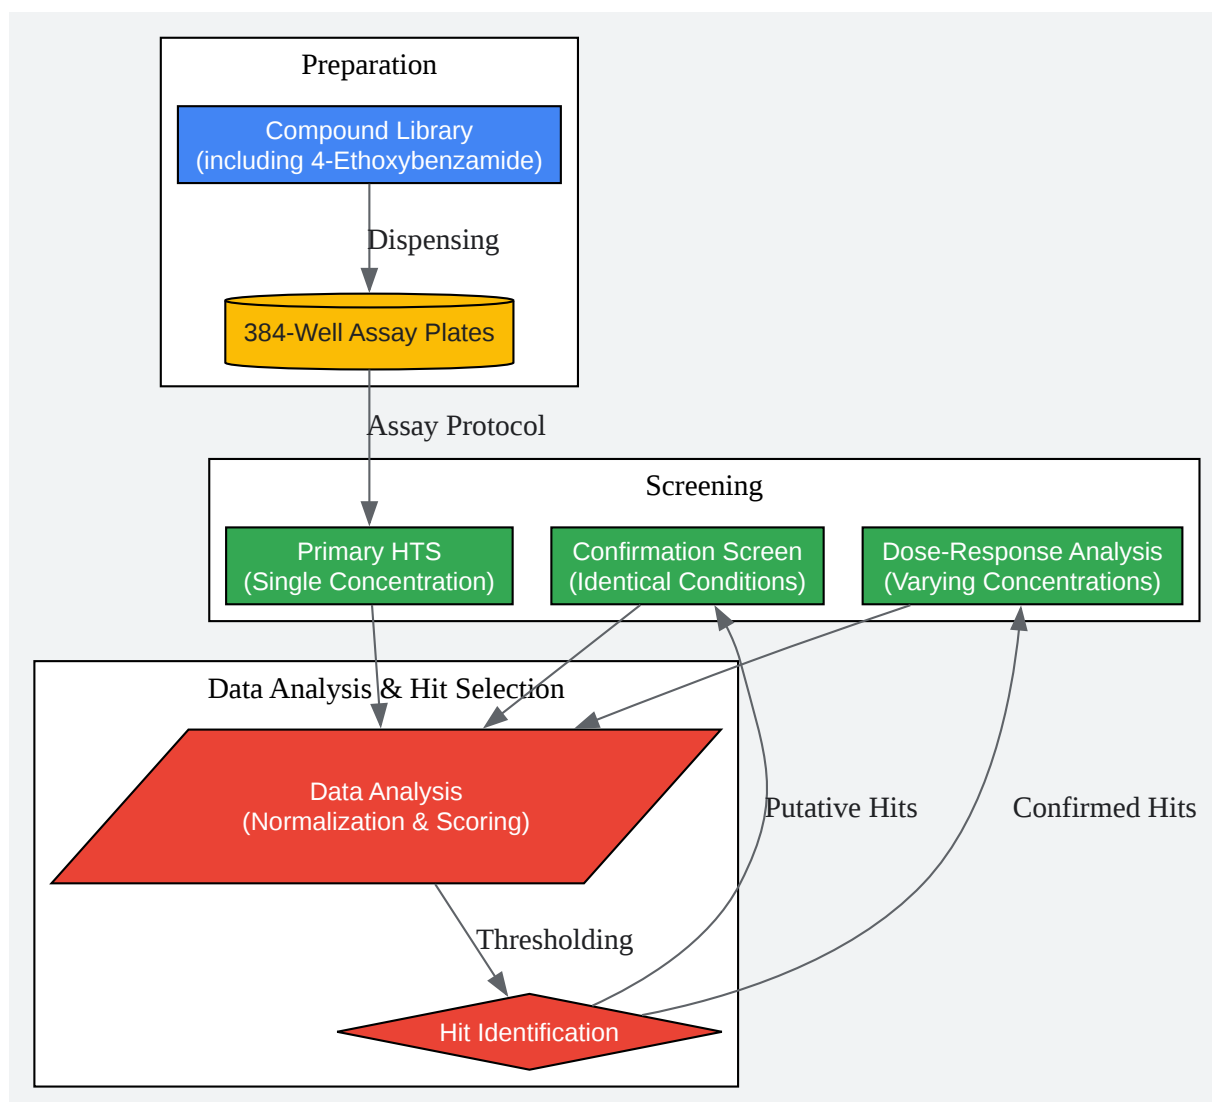 Preparation
Compound Library
(including 4-Ethoxybenzamide)
Dispensing
384-Well Assay Plates
Assay Protocol
Screening
Primary HTS
(Single Concentration)
Confirmation Screen
(Identical Conditions)
Dose-Response Analysis
(Varying Concentrations)
Data Analysis & Hit Selection
Data Analysis
(Normalization & Scoring)
Putative Hits
Confirmed Hits
Thresholding
Hit Identification